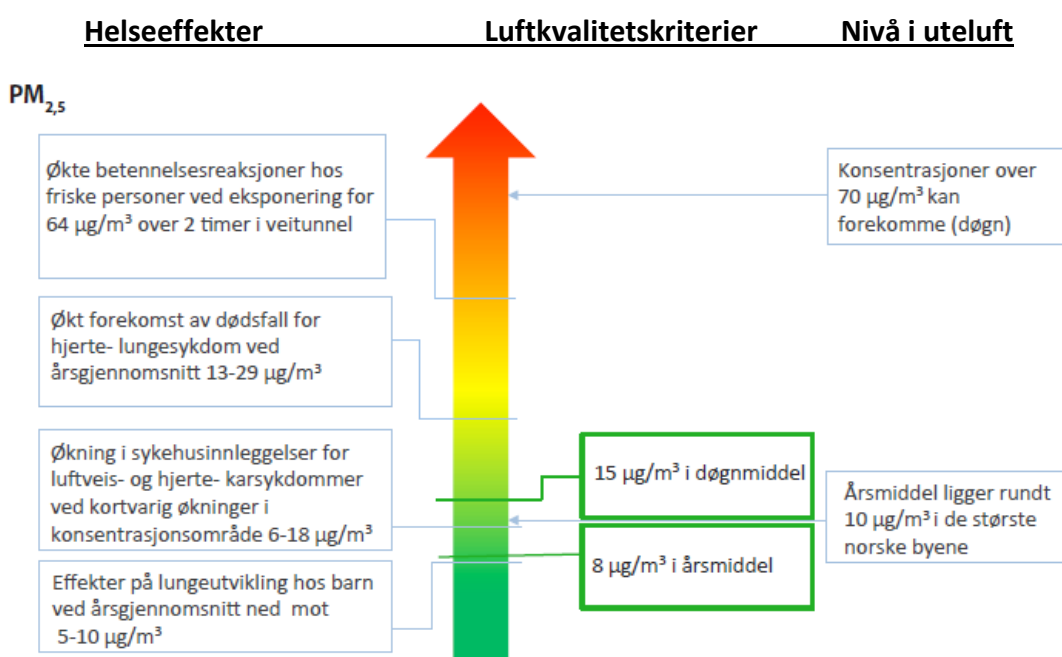 Helseeffekter Luftkvalitetskriterier Nivå i uteluft
PM2,5
Økte betennelsesreaksjoner hos
friske personer ved eksponering for
64 µg/m³ over 2 timer i veitunnel
Konsentrasjoner over
70 µg/m³ kan
forekomme (døgn)
Økt forekomst av dødsfall for
hjerte- lungesykdom ved
årsgjennomsnitt 13-29 µg/m³
Økning i sykehusinnleggelser for
luftveis- og hjerte- karsykdommer
ved kortvarig økninger i
konsentrasjonsområde 6-18 µg/m³
15 µg/m³ i døgnmiddel
Årsmiddel ligger rundt
10 µg/m³ i de største
norske byene
8 µg/m³ i årsmiddel
Effekter på lungeutvikling hos barn
ved årsgjennomsnitt ned mot
5-10 µg/m³